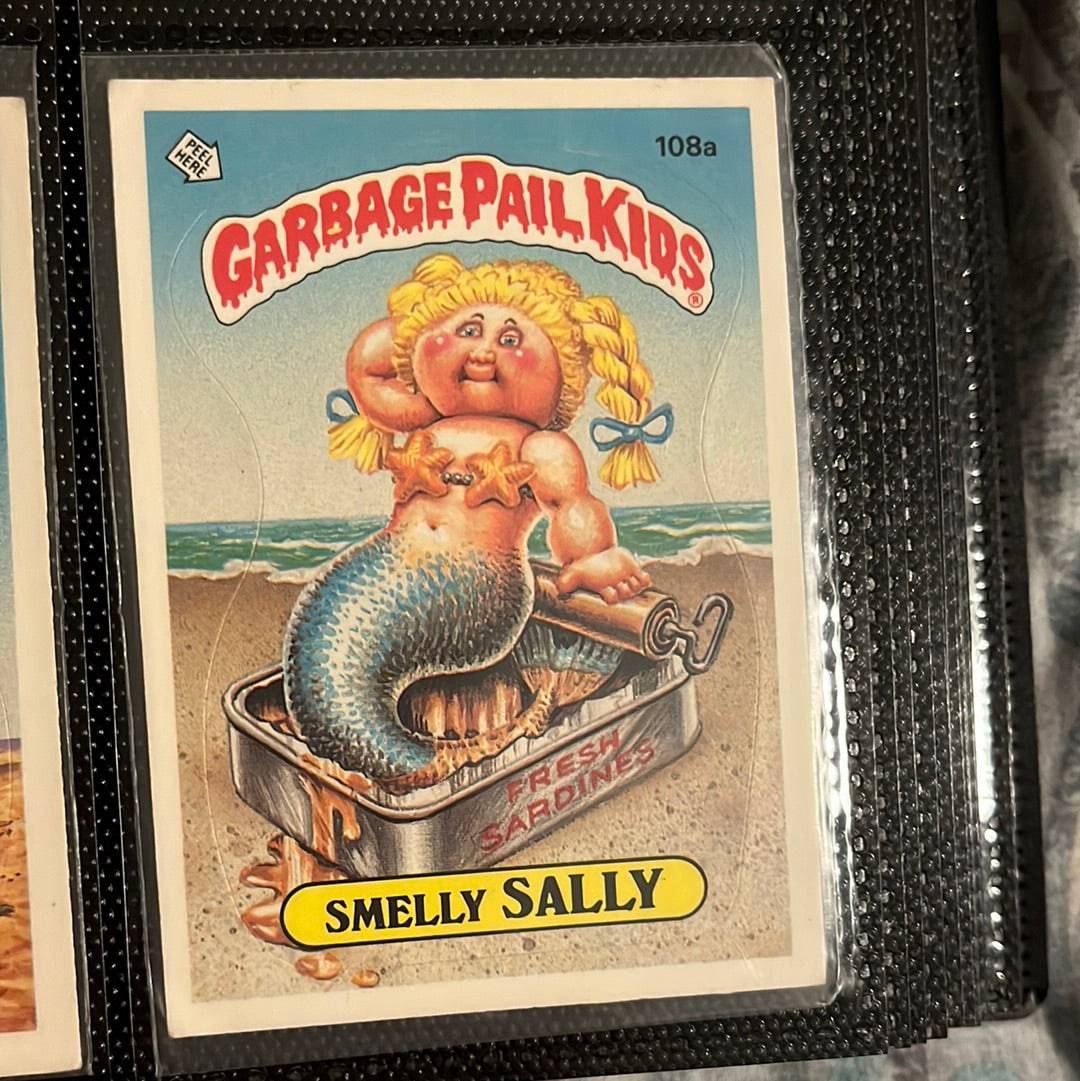 PEEL
HERE
108a
GARBAGE PAIL KIDS
®
FRESH
SARDINES
SMELLY SALLY